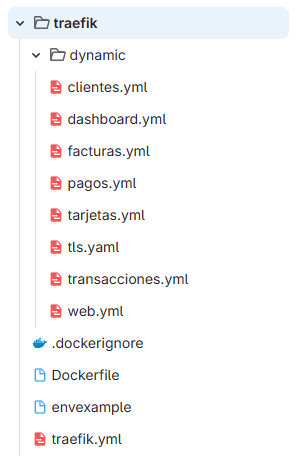 traefik
dynamic
clientes.yml
dashboard.yml
facturas.yml
pagos.yml
tarjetas.yml
tls.yaml
transacciones.yml
web.yml
.dockerignore
Dockerfile
envexample
traefik.yml